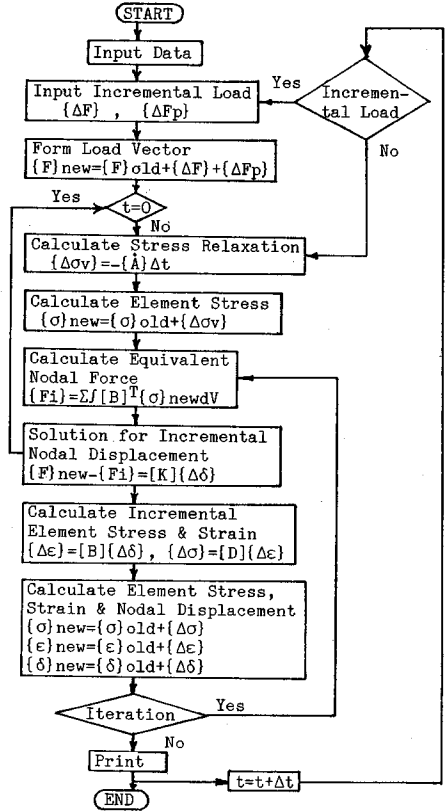 START
Input Data
Input Incremental Load
{ΔF} , {ΔFp}
Yes
Incremen-
tal Load
No
Form Load Vector
{F}new={F}old+{ΔF}+{ΔFp}
Yes
t=0
No
Calculate Stress Relaxation
{Δσv}=-{Å}Δt
Calculate Element Stress
{σ}new={σ}old+{Δσv}
Calculate Equivalent
Nodal Force
{Fi}=Σ∫[B]ᵀ{σ}newdV
Solution for Incremental
Nodal Displacement
{F}new-{Fi}=[K]{Δδ}
Calculate Incremental
Element Stress & Strain
{Δε}=[B]{Δδ}, {Δσ}=[D]{Δε}
Calculate Element Stress,
Strain & Nodal Displacement
{σ}new={σ}old+{Δσ}
{ε}new={ε}old+{Δε}
{δ}new={δ}old+{Δδ}
Iteration
Yes
No
Print
t=t+Δt
END